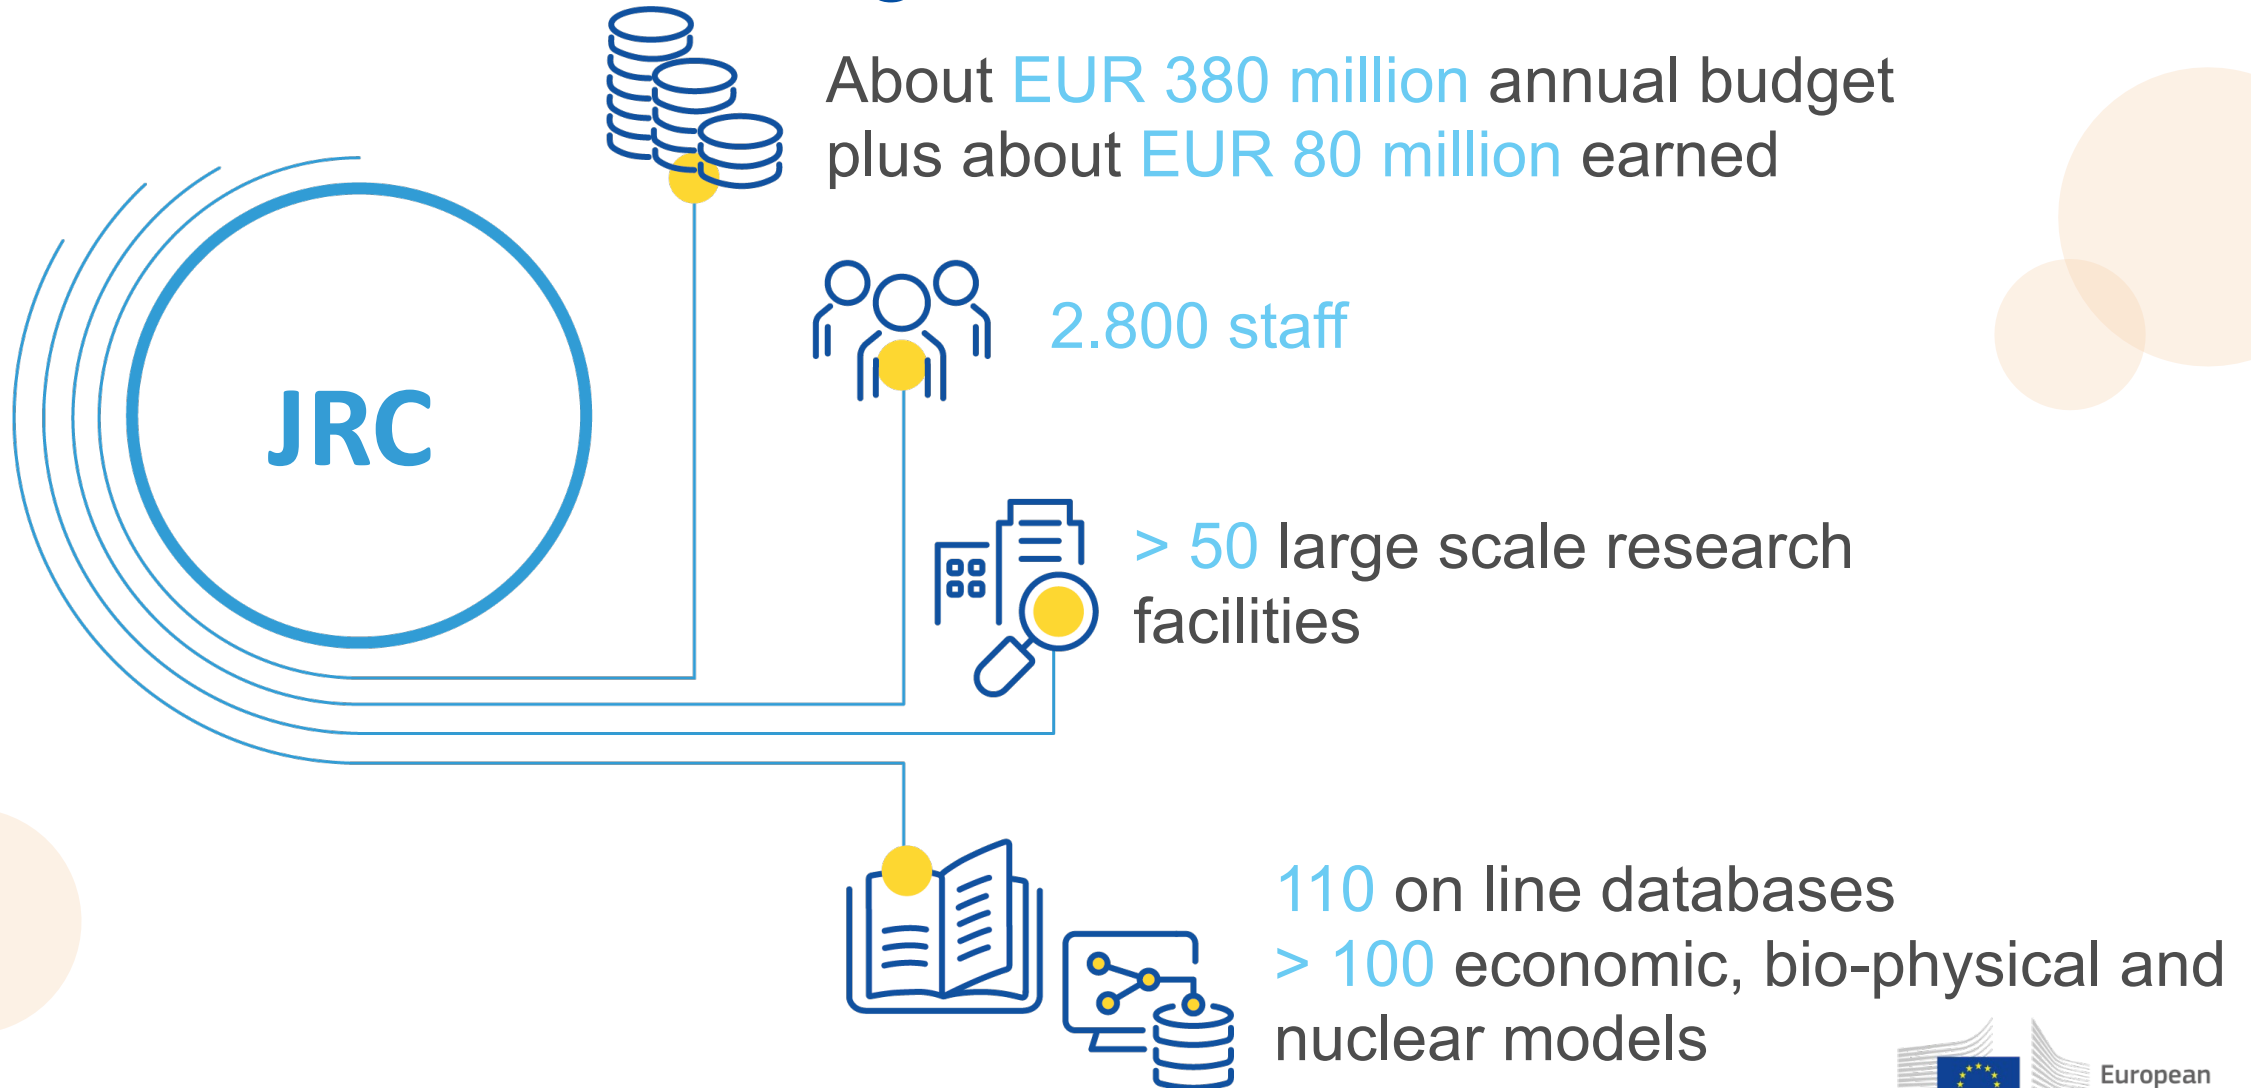 About EUR 380 million annual budget
plus about EUR 80 million earned
JRC
2.800 staff
> 50 large scale research
facilities
110 on line databases
> 100 economic, bio-physical and
nuclear models
European